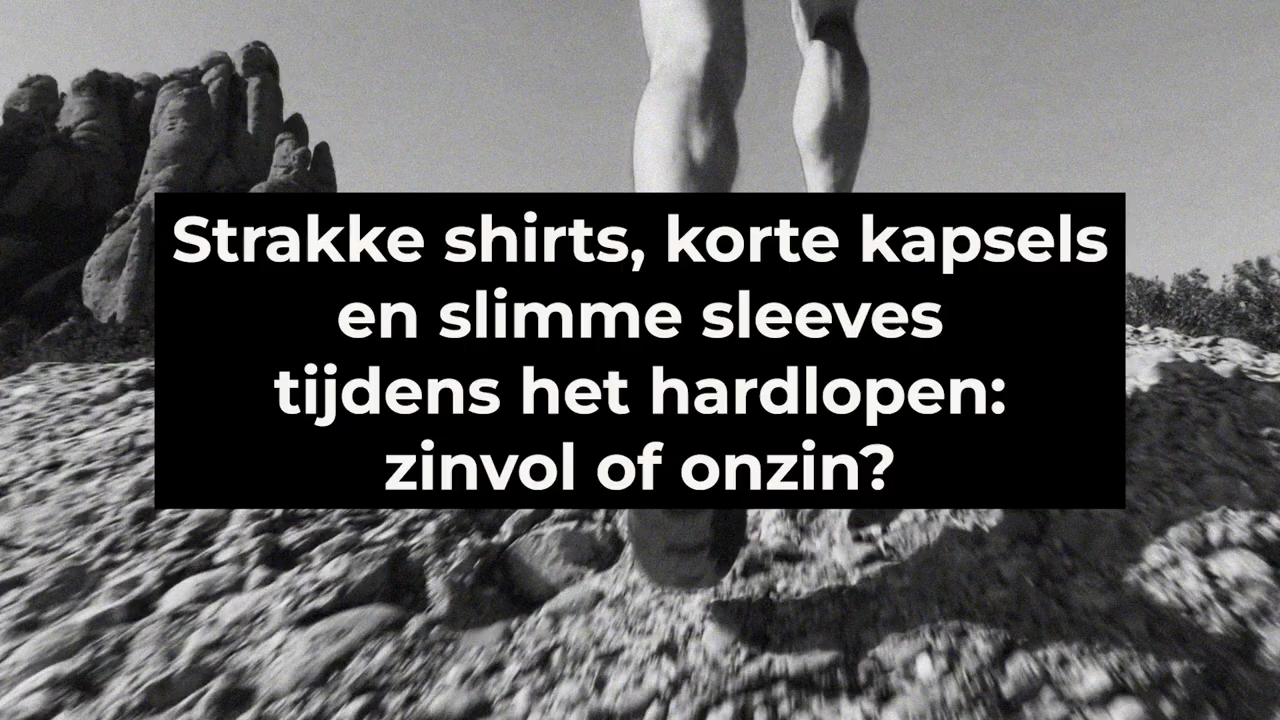 Strakke shirts, korte kapsels
en slimme sleeves
tijdens het hardlopen:
zinvol of onzin?